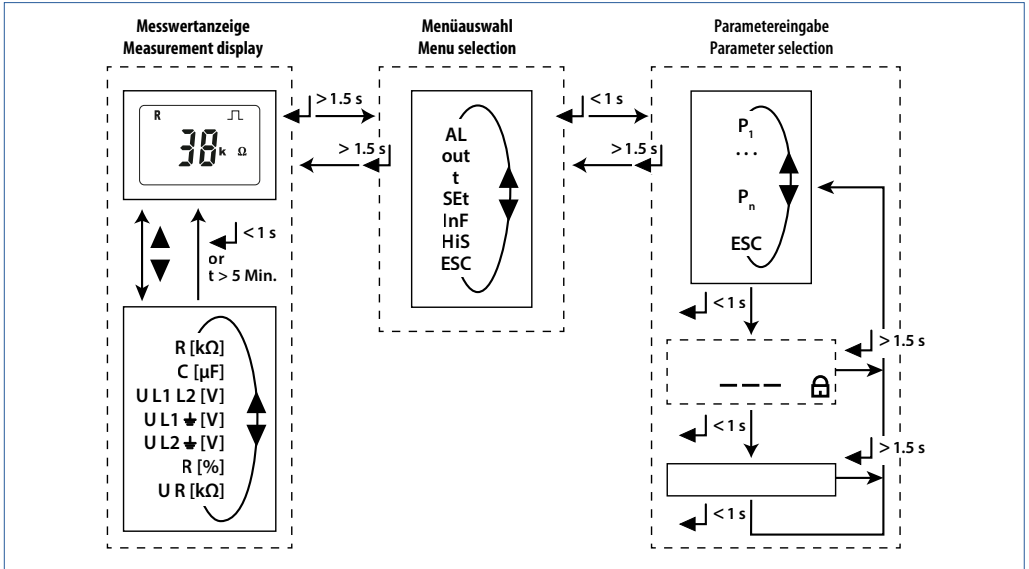 Messwertanzeige
Measurement display
Menüauswahl
Menu selection
Parametereingabe
Parameter selection
R
38 k Ω
> 1.5 s
> 1.5 s
< 1 s
or
t > 5 Min.
R [kΩ]
C [µF]
U L1 L2 [V]
U L1 ⏚ [V]
U L2 ⏚ [V]
R [%]
U R [kΩ]
AL
out
t
SEt
InF
HiS
ESC
< 1 s
> 1.5 s
P1
...
Pn
ESC
< 1 s
> 1.5 s
– – –
< 1 s
> 1.5 s
< 1 s